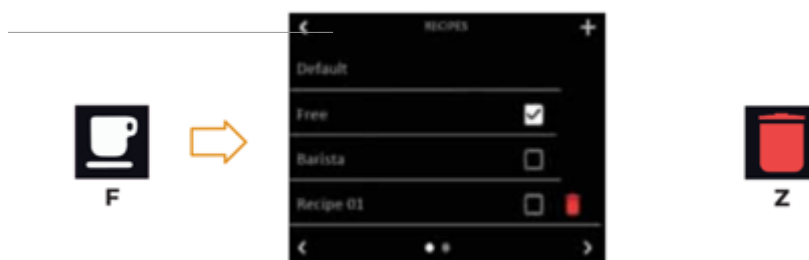 RECIPES
Default
Free
Barista
Recipe 01
F
Z